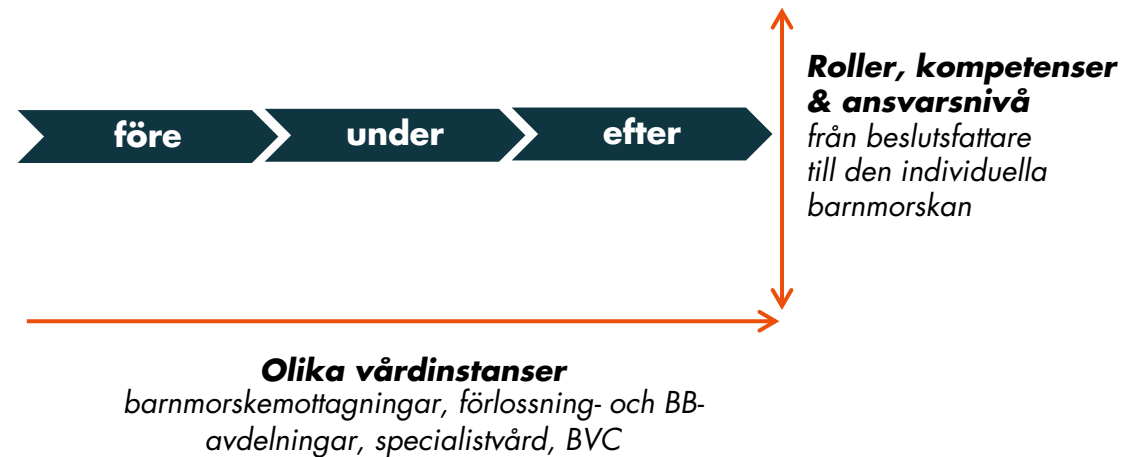 före
under
efter
Roller, kompetenser
& ansvarsnivå
från beslutsfattare
till den individuella
barnmorskan
Olika vårdinstanser
barnmorskemottagningar, förlossning- och BB-
avdelningar, specialistvård, BVC